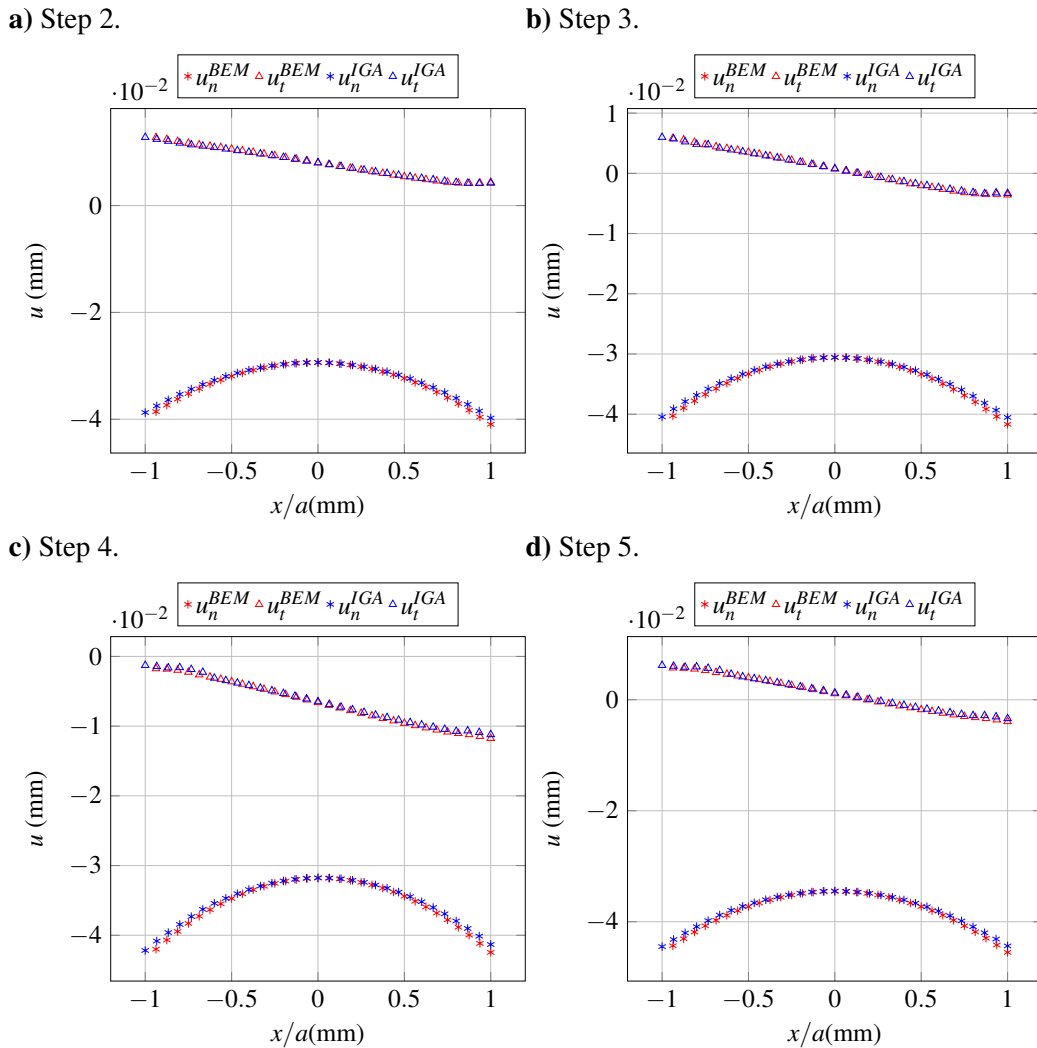 a) Step 2.
u_n^{BEM} u_t^{BEM} u_n^{IGA} u_t^{IGA}
·10^{−2}
0
−2
−4
u (mm)
−1 −0.5 0 0.5 1
x/a(mm)
b) Step 3.
u_n^{BEM} u_t^{BEM} u_n^{IGA} u_t^{IGA}
·10^{−2}
1
0
−1
−2
−3
−4
u (mm)
−1 −0.5 0 0.5 1
x/a(mm)
c) Step 4.
u_n^{BEM} u_t^{BEM} u_n^{IGA} u_t^{IGA}
·10^{−2}
0
−1
−2
−3
−4
u (mm)
−1 −0.5 0 0.5 1
x/a(mm)
d) Step 5.
u_n^{BEM} u_t^{BEM} u_n^{IGA} u_t^{IGA}
·10^{−2}
0
−2
−4
u (mm)
−1 −0.5 0 0.5 1
x/a(mm)